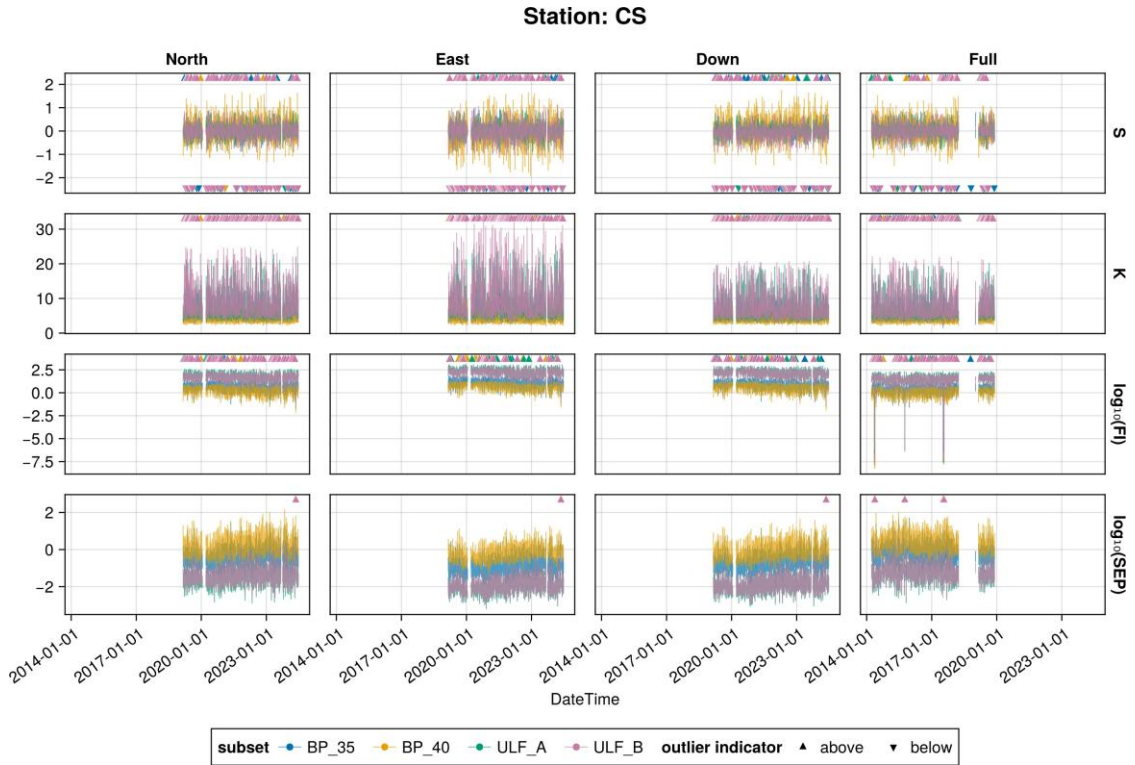 Station: CS
North East Down Full
2
1
0
−1
−2
S
30
20
10
0
K
2.5
0.0
−2.5
−5.0
−7.5
log₁₀(FI)
2
0
−2
log₁₀(SEP)
2014-01-01 2017-01-01 2020-01-01 2023-01-01 2014-01-01 2017-01-01 2020-01-01 2023-01-01 2014-01-01 2017-01-01 2020-01-01 2023-01-01 2014-01-01 2017-01-01 2020-01-01 2023-01-01
DateTime
subset BP_35 BP_40 ULF_A ULF_B outlier indicator above below